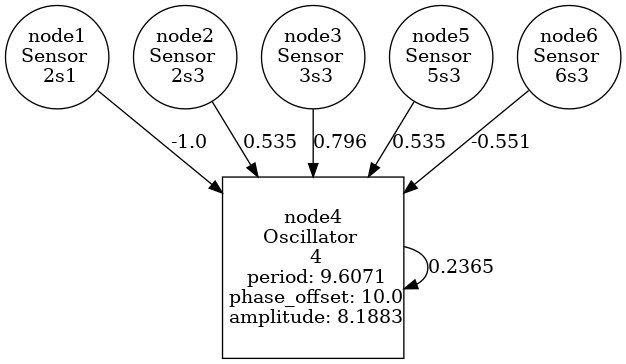 node1
Sensor
2s1
node2
Sensor
2s3
node3
Sensor
3s3
node5
Sensor
5s3
node6
Sensor
6s3
-1.0
0.535
0.796
0.535
-0.551
node4
Oscillator
4
period: 9.6071
phase_offset: 10.0
amplitude: 8.1883
0.2365